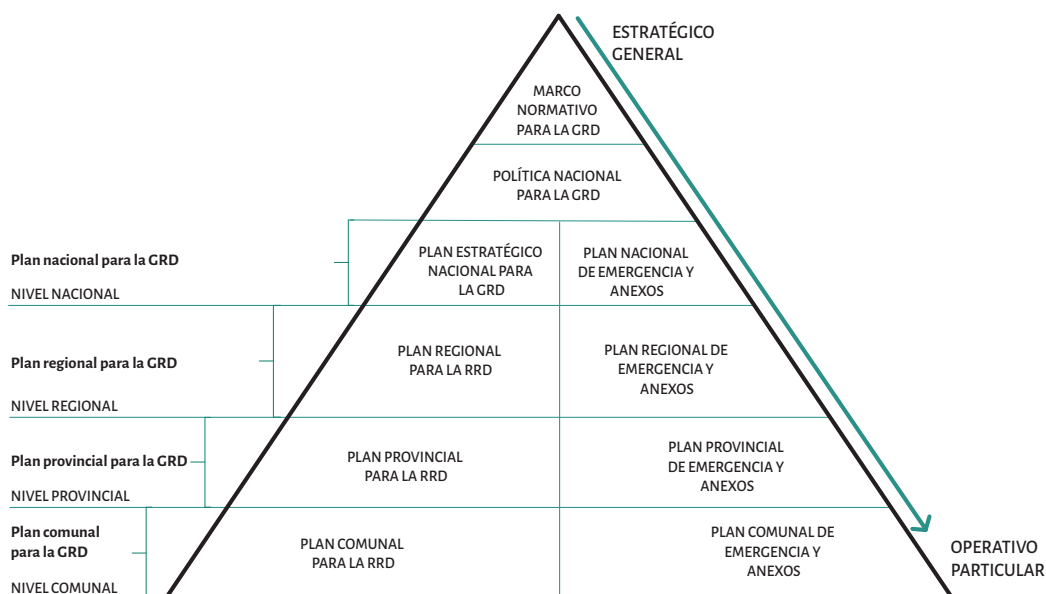 ESTRATÉGICO
GENERAL
MARCO
NORMATIVO
PARA LA GRD
POLÍTICA NACIONAL
PARA LA GRD
Plan nacional para la GRD
NIVEL NACIONAL
PLAN ESTRATÉGICO
NACIONAL PARA
LA GRD
PLAN NACIONAL
DE EMERGENCIA Y
ANEXOS
Plan regional para la GRD
NIVEL REGIONAL
PLAN REGIONAL
PARA LA RRD
PLAN REGIONAL DE
EMERGENCIA Y
ANEXOS
Plan provincial para la GRD
NIVEL PROVINCIAL
PLAN PROVINCIAL
PARA LA RRD
PLAN PROVINCIAL
DE EMERGENCIA Y
ANEXOS
Plan comunal
para la GRD
NIVEL COMUNAL
PLAN COMUNAL
PARA LA RRD
PLAN COMUNAL DE
EMERGENCIA Y
ANEXOS
OPERATIVO
PARTICULAR